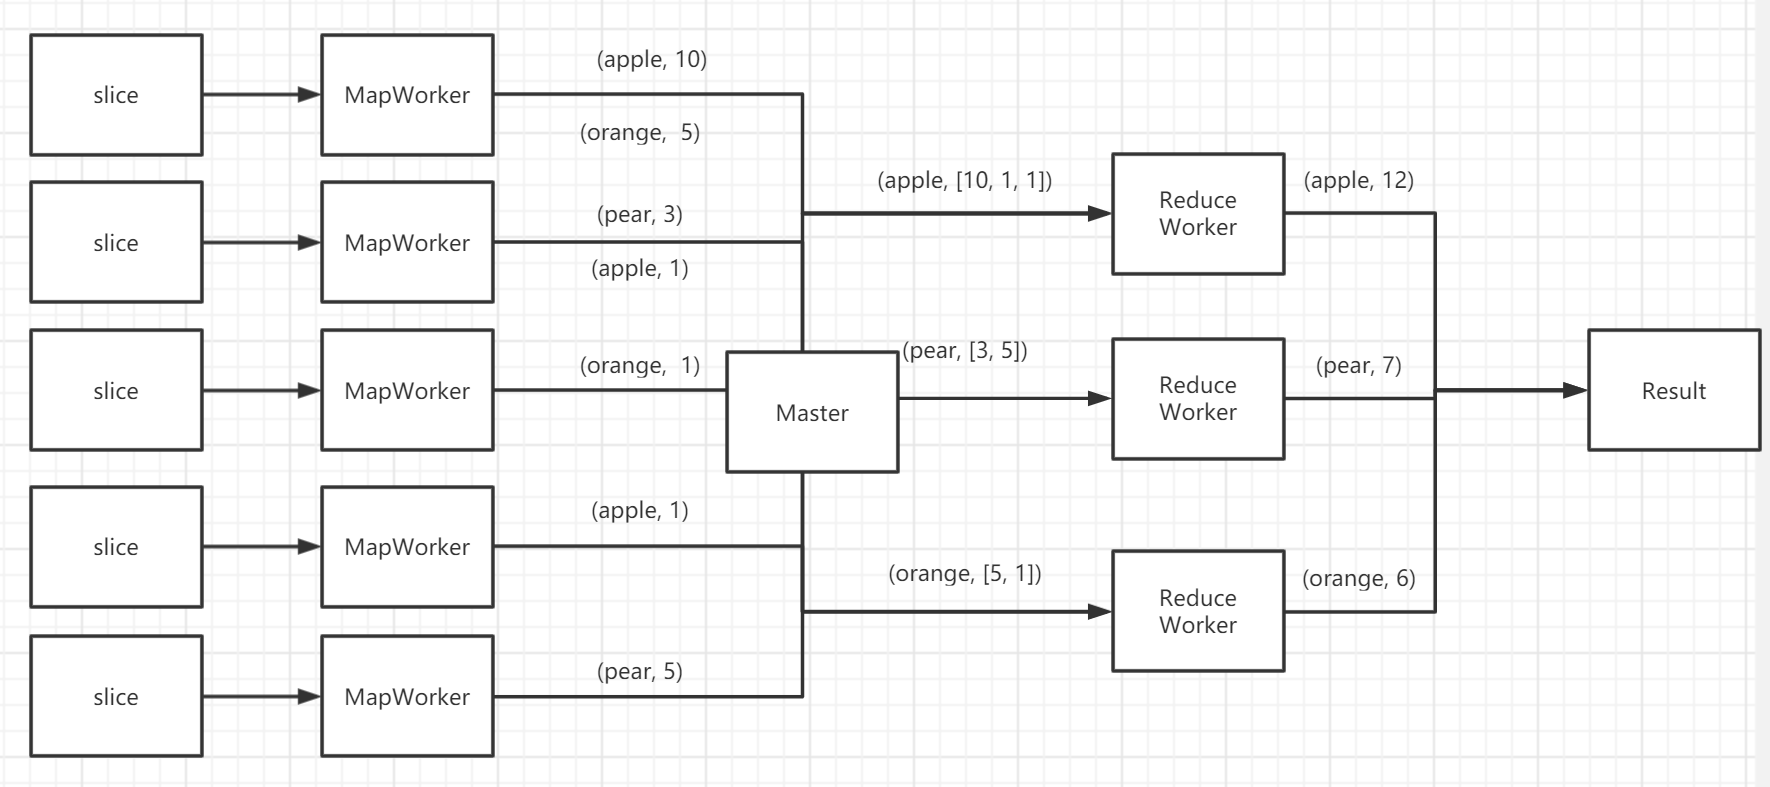 slice
MapWorker
(apple, 10)
(orange,  5)
slice
MapWorker
(pear, 3)
(apple, 1)
slice
MapWorker
(orange,  1)
slice
MapWorker
(apple, 1)
slice
MapWorker
(pear, 5)
Master
(apple, [10, 1, 1])
Reduce
Worker
(apple, 12)
(pear, [3, 5])
Reduce
Worker
(pear, 7)
(orange, [5, 1])
Reduce
Worker
(orange, 6)
Result